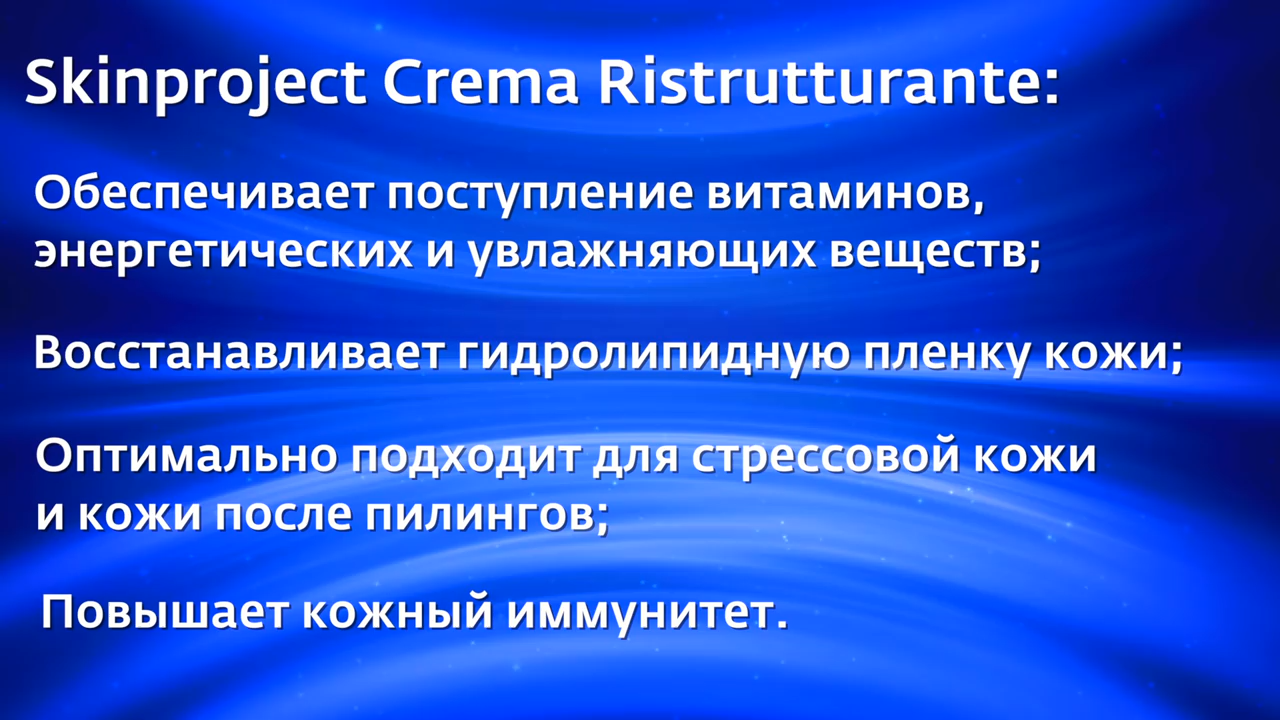 Skinproject Crema Ristrutturante:
Обеспечивает поступление витаминов,
энергетических и увлажняющих веществ;
Восстанавливает гидролипидную пленку кожи;
Оптимально подходит для стрессовой кожи
и кожи после пилингов;
Повышает кожный иммунитет.